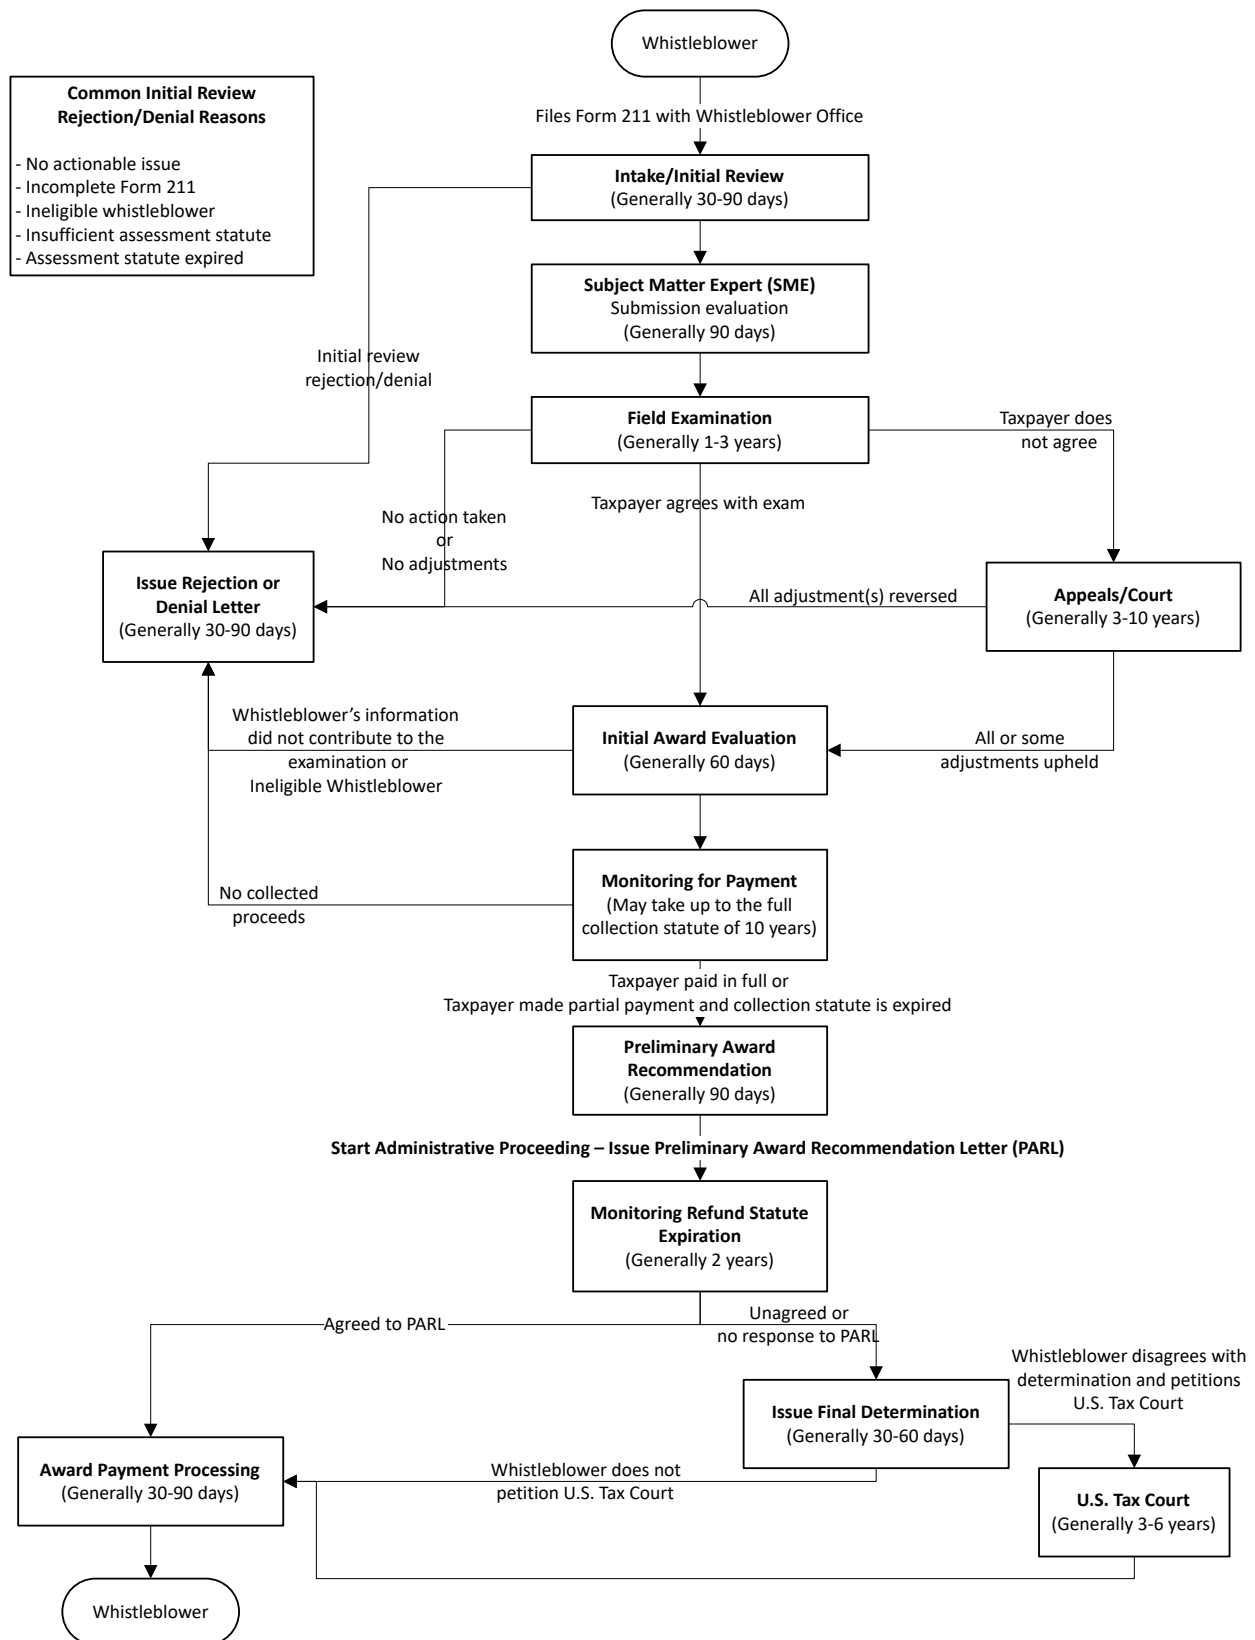 Whistleblower
Common Initial Review
Rejection/Denial Reasons
- No actionable issue
- Incomplete Form 211
- Ineligible whistleblower
- Insufficient assessment statute
- Assessment statute expired
Files Form 211 with Whistleblower Office
Intake/Initial Review
(Generally 30-90 days)
Subject Matter Expert (SME)
Submission evaluation
(Generally 90 days)
Initial review
rejection/denial
Field Examination
(Generally 1-3 years)
Taxpayer does
not agree
Taxpayer agrees with exam
No action taken
or
No adjustments
Issue Rejection or
Denial Letter
(Generally 30-90 days)
All adjustment(s) reversed
Appeals/Court
(Generally 3-10 years)
Whistleblower’s information
did not contribute to the
examination or
Ineligible Whistleblower
Initial Award Evaluation
(Generally 60 days)
All or some
adjustments upheld
No collected
proceeds
Monitoring for Payment
(May take up to the full
collection statute of 10 years)
Taxpayer paid in full or
Taxpayer made partial payment and collection statute is expired
Preliminary Award
Recommendation
(Generally 90 days)
Start Administrative Proceeding – Issue Preliminary Award Recommendation Letter (PARL)
Monitoring Refund Statute
Expiration
(Generally 2 years)
Agreed to PARL
Unagreed or
no response to PARL
Whistleblower disagrees with
determination and petitions
U.S. Tax Court
Issue Final Determination
(Generally 30-60 days)
Award Payment Processing
(Generally 30-90 days)
Whistleblower does not
petition U.S. Tax Court
U.S. Tax Court
(Generally 3-6 years)
Whistleblower